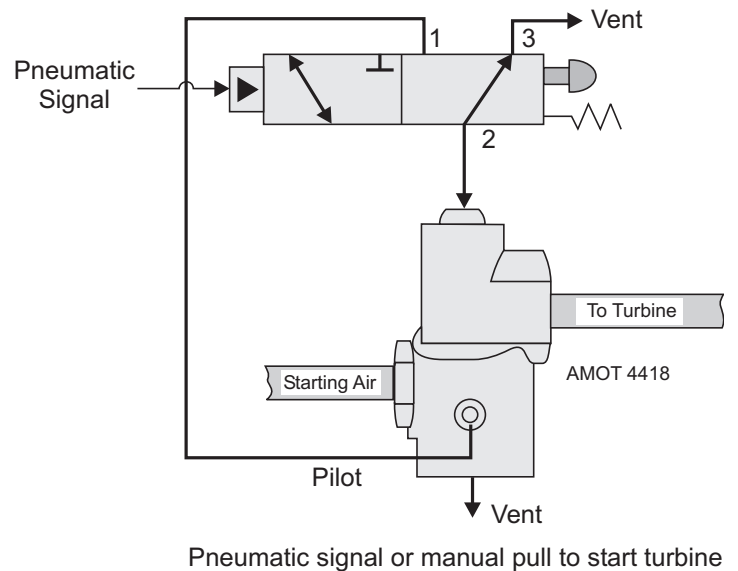 Vent
1
3
Pneumatic
Signal
2
To Turbine
AMOT 4418
Starting Air
Pilot
Vent
Pneumatic signal or manual pull to start turbine